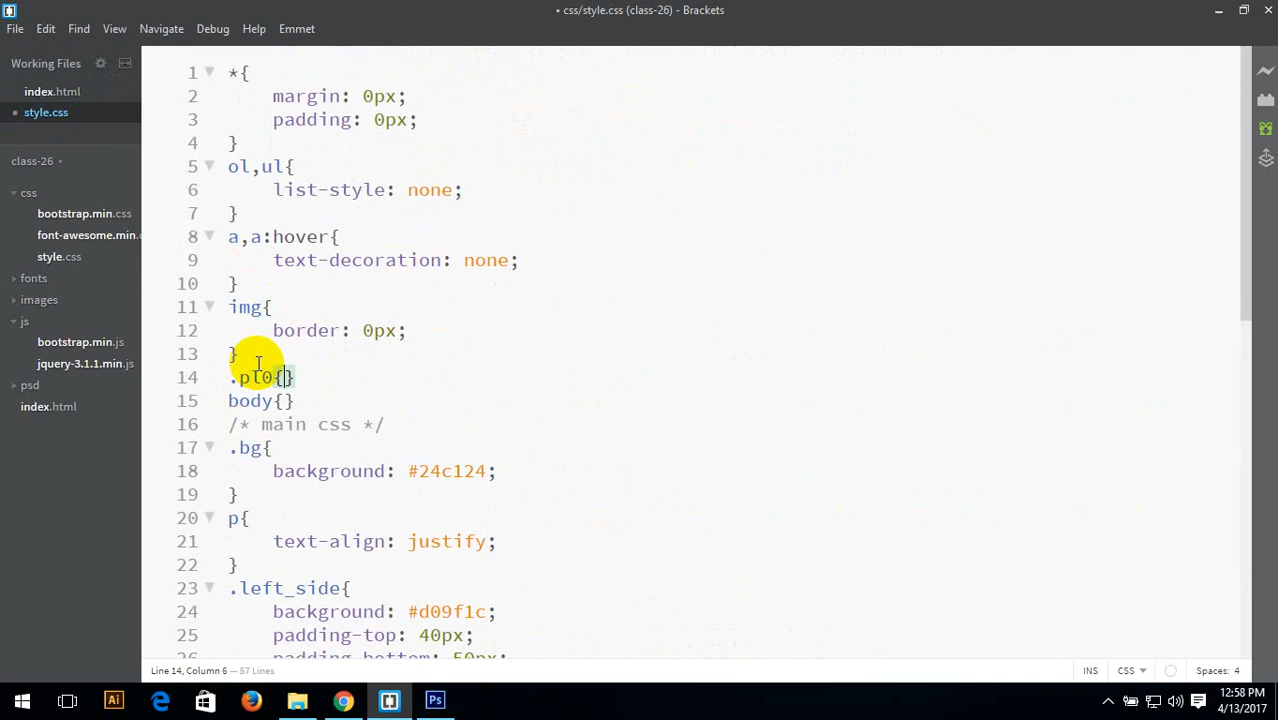 css/style.css (class-26) - Brackets
File Edit Find View Navigate Debug Help Emmet
Working Files
index.html
style.css
class-26
css
bootstrap.min.css
font-awesome.min.c
style.css
fonts
images
js
bootstrap.min.js
jquery-3.1.1.min.js
psd
index.html
1 *{
2 margin: 0px;
3 padding: 0px;
4 }
5 ol,ul{
6 list-style: none;
7 }
8 a,a:hover{
9 text-decoration: none;
10 }
11 img{
12 border: 0px;
13 }
14 .pl0{}
15 body{}
16 /* main css */
17 .bg{
18 background: #24c124;
19 }
20 p{
21 text-align: justify;
22 }
23 .left_side{
24 background: #d09f1c;
25 padding-top: 40px;
26 padding-bottom: 50px;
Line 14, Column 6 — 57 Lines
INS CSS Spaces: 4
Ai Ps
12:58 PM
4/13/2017